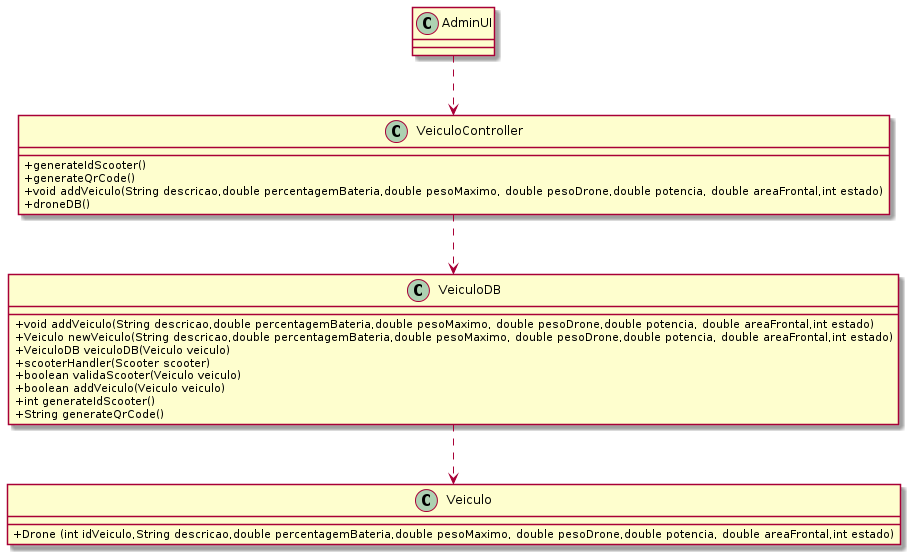 C AdminUI
C VeiculoController
+generateIdScooter()
+generateQrCode()
+void addVeiculo(String descricao,double percentagemBateria,double pesoMaximo, double pesoDrone,double potencia, double areaFrontal,int estado)
+droneDB()
C VeiculoDB
+void addVeiculo(String descricao,double percentagemBateria,double pesoMaximo, double pesoDrone,double potencia, double areaFrontal,int estado)
+Veiculo newVeiculo(String descricao,double percentagemBateria,double pesoMaximo, double pesoDrone,double potencia, double areaFrontal,int estado)
+VeiculoDB veiculoDB(Veiculo veiculo)
+scooterHandler(Scooter scooter)
+boolean validaScooter(Veiculo veiculo)
+boolean addVeiculo(Veiculo veiculo)
+int generateIdScooter()
+String generateQrCode()
C Veiculo
+Drone (int idVeiculo,String descricao,double percentagemBateria,double pesoMaximo, double pesoDrone,double potencia, double areaFrontal,int estado)